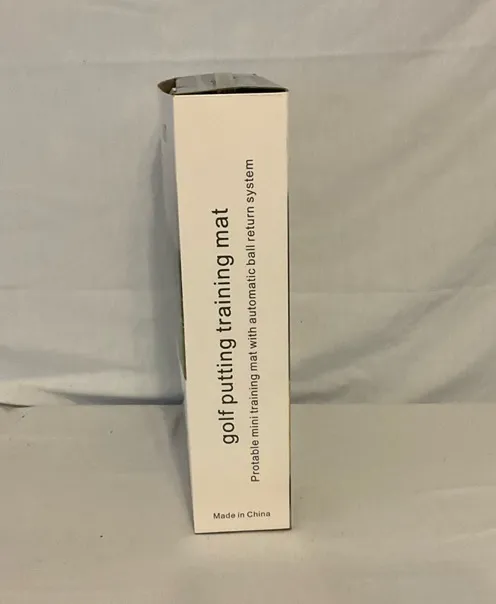 golf putting training mat
Protable mini training mat with automatic ball return system
Made in China